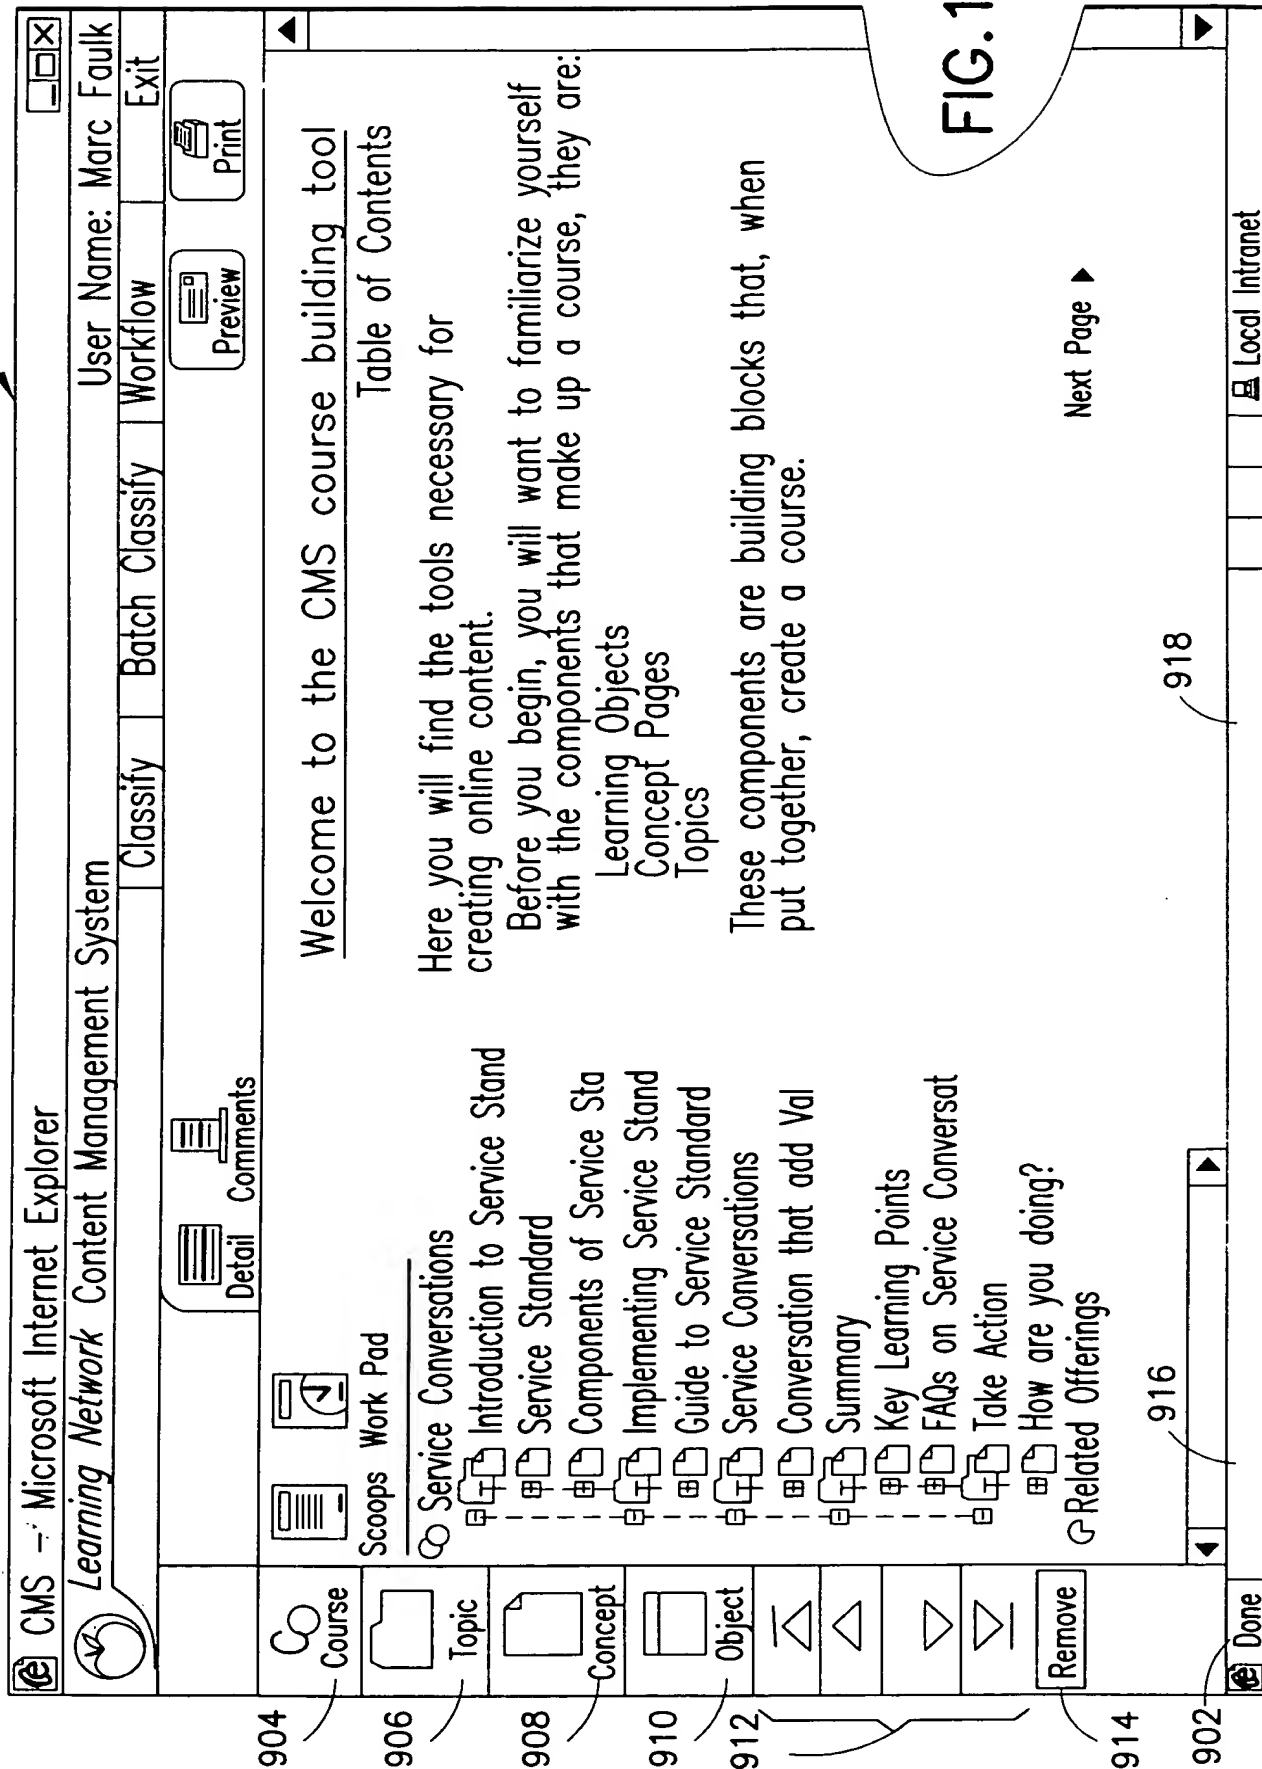 CMS - Microsoft Internet Explorer
Learning Network Content Management System
User Name: Marc Faulk
Classify
Batch Classify
Workflow
Exit
Detail
Comments
Preview
Print
904
Course
906
Topic
908
Concept
910
Object
912
Remove
914
902
Done
Scoops
Work Pad
Service Conversations
Introduction to Service Stand
Service Standard
Components of Service Sta
Implementing Service Stand
Guide to Service Standard
Service Conversations
Conversation that add Val
Summary
Key Learning Points
FAQs on Service Conversat
Take Action
How are you doing?
Related Offerings
916
Welcome to the CMS course building tool
Table of Contents
Here you will find the tools necessary for
creating online content.
Before you begin, you will want to familiarize yourself
with the components that make up a course, they are:
Learning Objects
Concept Pages
Topics
These components are building blocks that, when
put together, create a course.
Next Page
918
Local Intranet
FIG.1